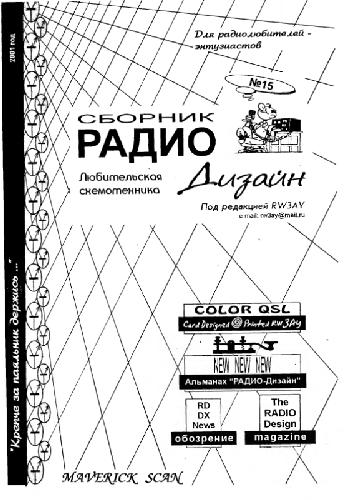 2001 год
Для радиолюбителей -
энтузиастов
№15
СБОРНИК
РАДИО
Дизайн
Любительская
схемотехника
Под редакцией RW3AY
e-mail: rw3ay@mail.ru
"Крепче за паяльник держись ..."
COLOR QSL
Card Designed @ Printed RW3Ay
NEW NEW NEW
Альманах "РАДИО-Дизайн"
RD
DX
News
обозрение
The
RADIO
Design
magazine
MAVERICK SCAN